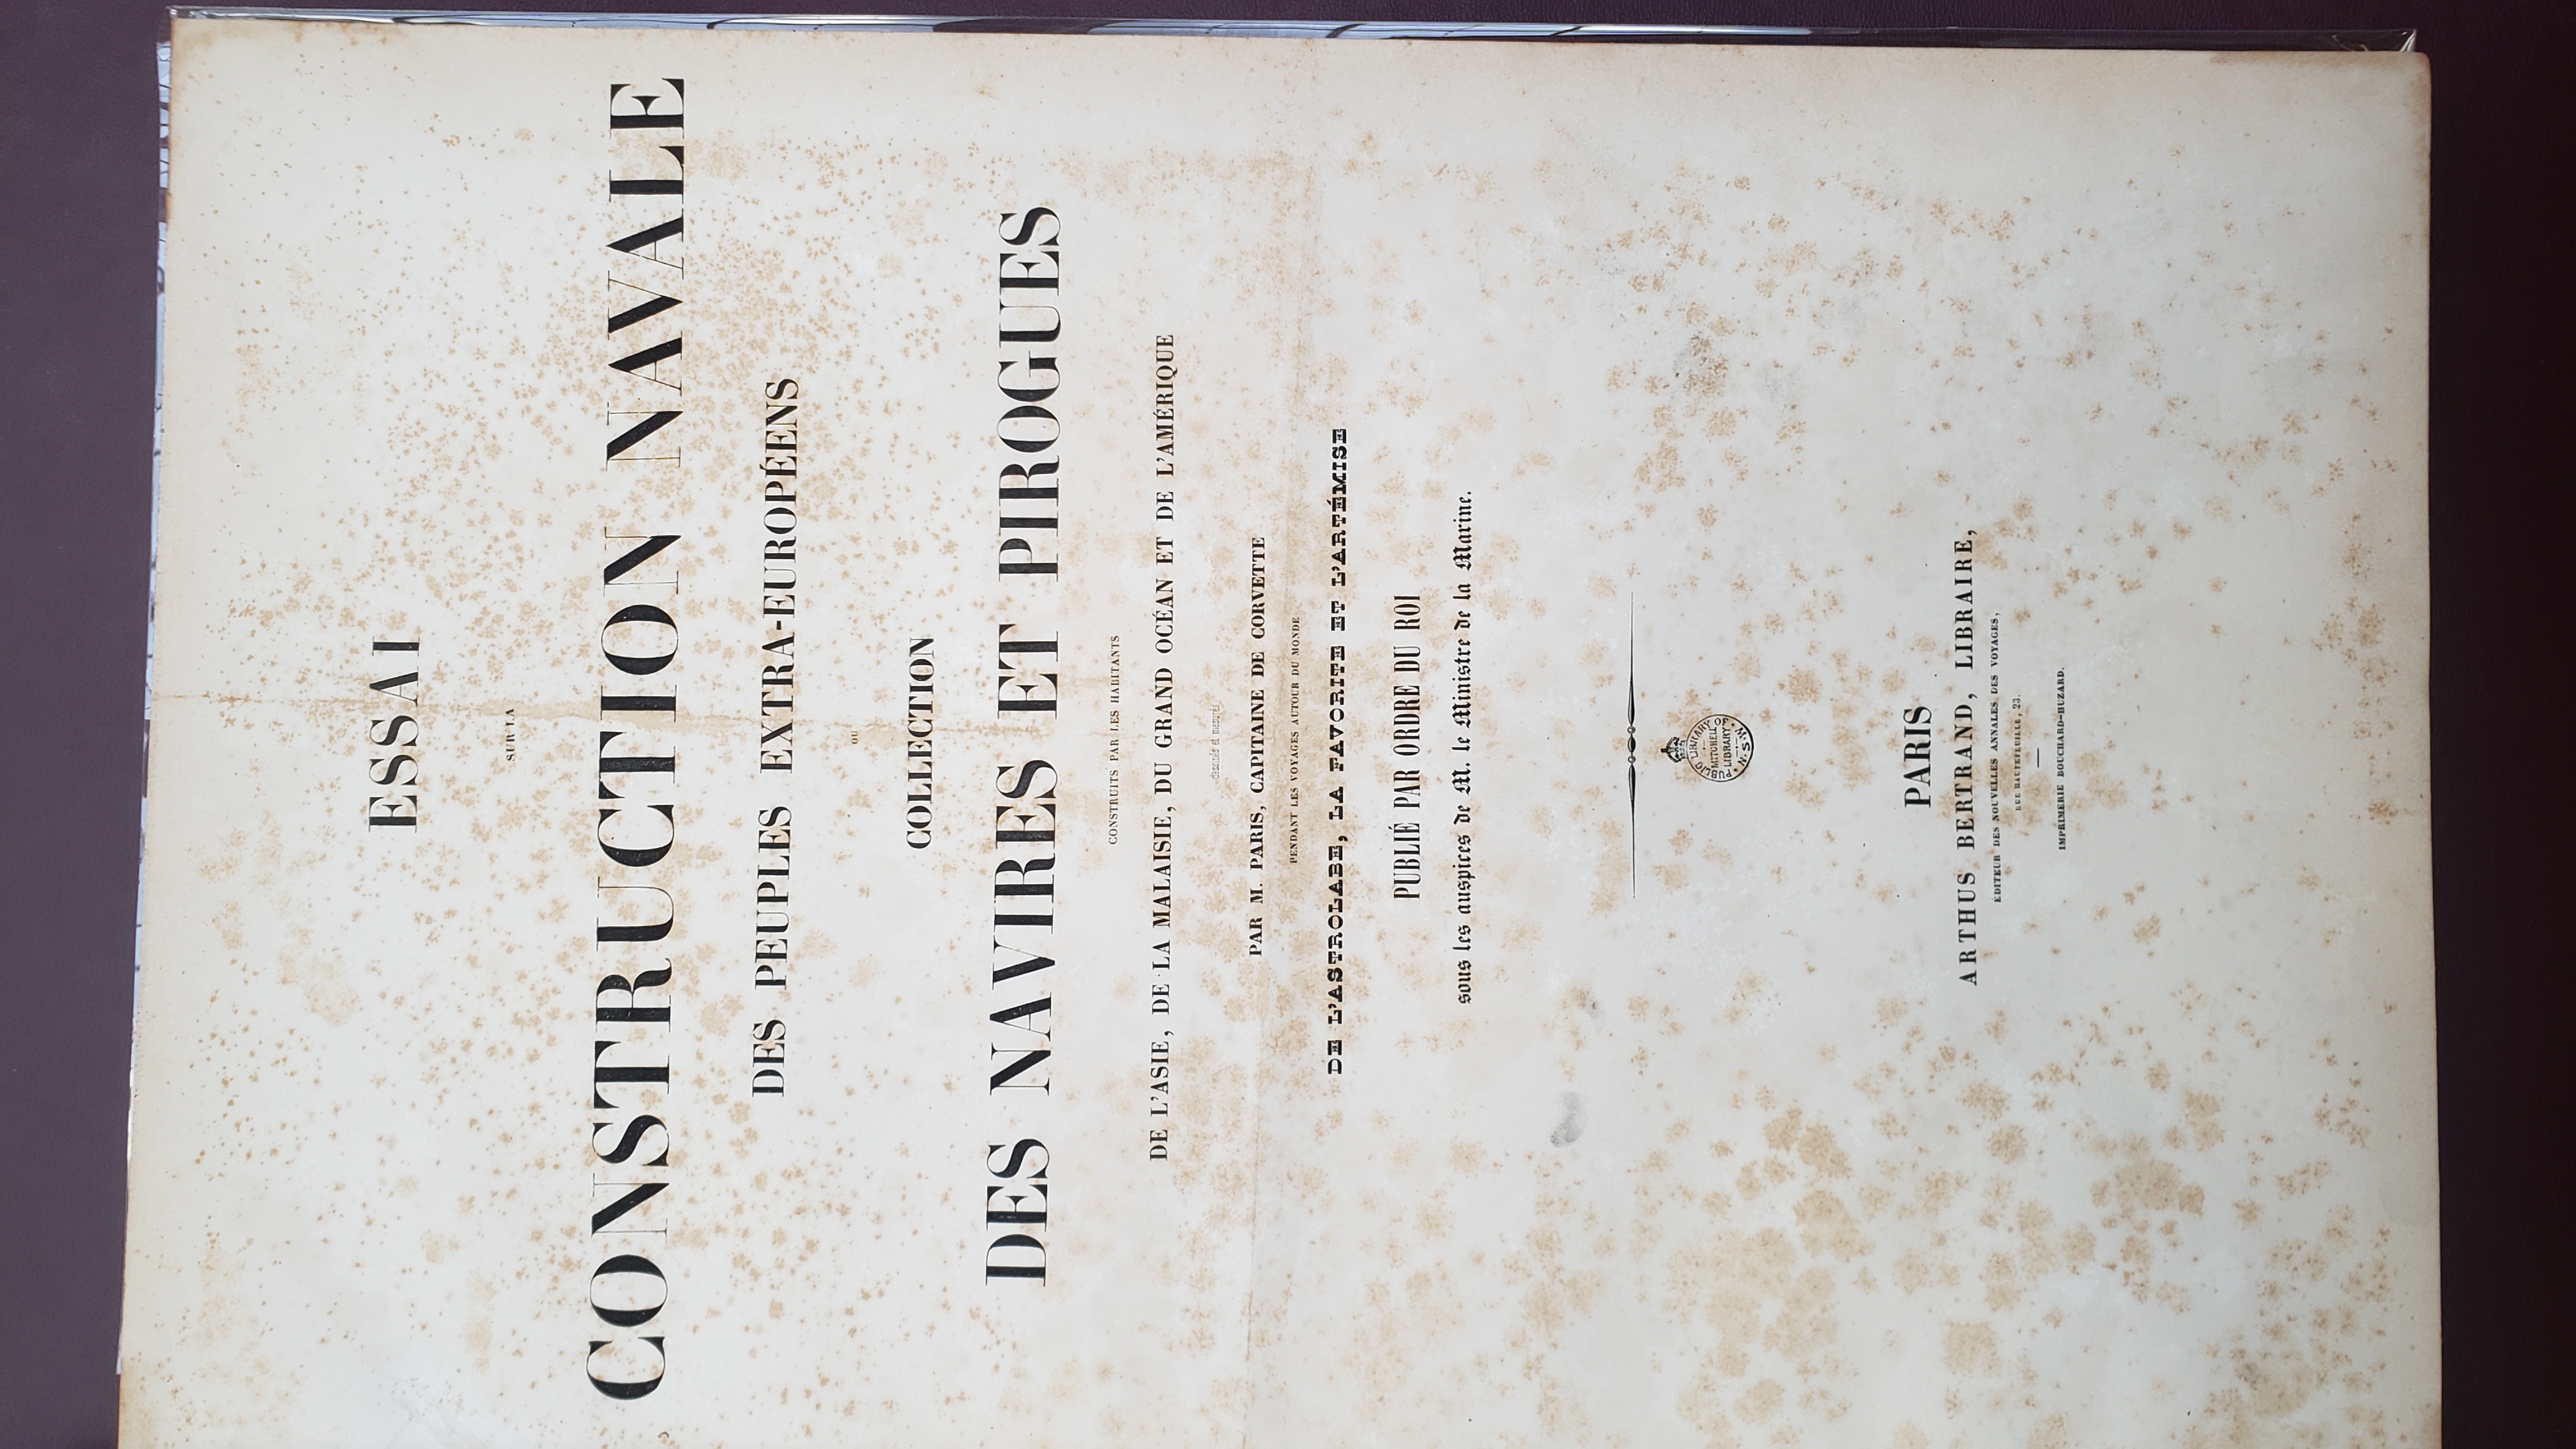 ESSAI
SUR LA
CONSTRUCTION NAVALE
DES PEUPLES EXTRA-EUROPÉENS
OU
COLLECTION
DES NAVIRES ET PIROGUES
CONSTRUITS PAR LES HABITANTS
DE L'ASIE, DE LA MALAISIE, DU GRAND OCÉAN ET DE L'AMÉRIQUE
dessinés et mesurés
PAR M. PARIS, CAPITAINE DE CORVETTE
PENDANT LES VOYAGES AUTOUR DU MONDE
DE L'ASTROLABE, LA FAVORITE ET L'ARTÉMISE
PUBLIÉ PAR ORDRE DU ROI
sous les auspices de M. le Ministre de la Marine.
PUBLIC LIBRARY OF
MITCHELL
LIBRARY
N.S.W
PARIS
ARTHUS BERTRAND, LIBRAIRE,
ÉDITEUR DES NOUVELLES ANNALES DES VOYAGES,
RUE HAUTEFEUILLE, 23.
IMPRIMERIE BOUCHARD-HUZARD.